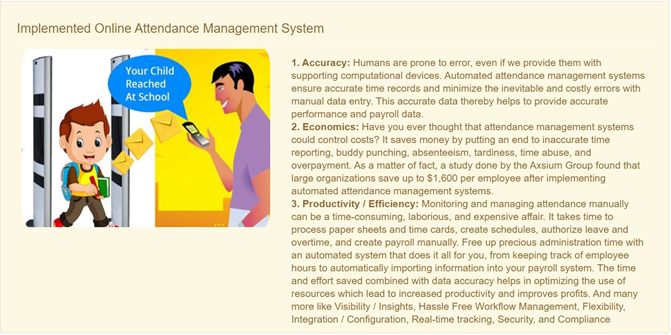 Implemented Online Attendance Management System
Your Child
Reached
At School
1. Accuracy: Humans are prone to error, even if we provide them with
supporting computational devices. Automated attendance management systems
ensure accurate time records and minimize the inevitable and costly errors with
manual data entry. This accurate data thereby helps to provide accurate
performance and payroll data.
2. Economics: Have you ever thought that attendance management systems
could control costs? It saves money by putting an end to inaccurate time
reporting, buddy punching, absenteeism, tardiness, time abuse, and
overpayment. As a matter of fact, a study done by the Axsium Group found that
large organizations save up to $1,600 per employee after implementing
automated attendance management systems.
3. Productivity / Efficiency: Monitoring and managing attendance manually
can be a time-consuming, laborious, and expensive affair. It takes time to
process paper sheets and time cards, create schedules, authorize leave and
overtime, and create payroll manually. Free up precious administration time with
an automated system that does it all for you, from keeping track of employee
hours to automatically importing information into your payroll system. The time
and effort saved combined with data accuracy helps in optimizing the use of
resources which lead to increased productivity and improves profits. And many
more like Visibility / Insights, Hassle Free Workflow Management, Flexibility,
Integration / Configuration, Real-time tracking, Security, and Compliance